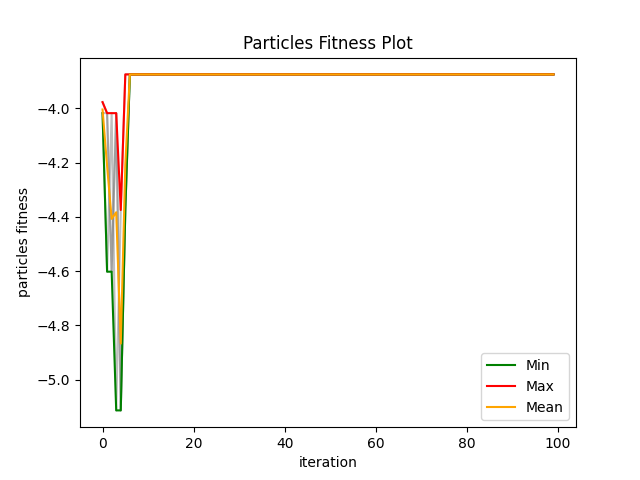 Particles Fitness Plot
particles fitness
−4.0
−4.2
−4.4
−4.6
−4.8
−5.0
0 20 40 60 80 100
iteration
Min
Max
Mean